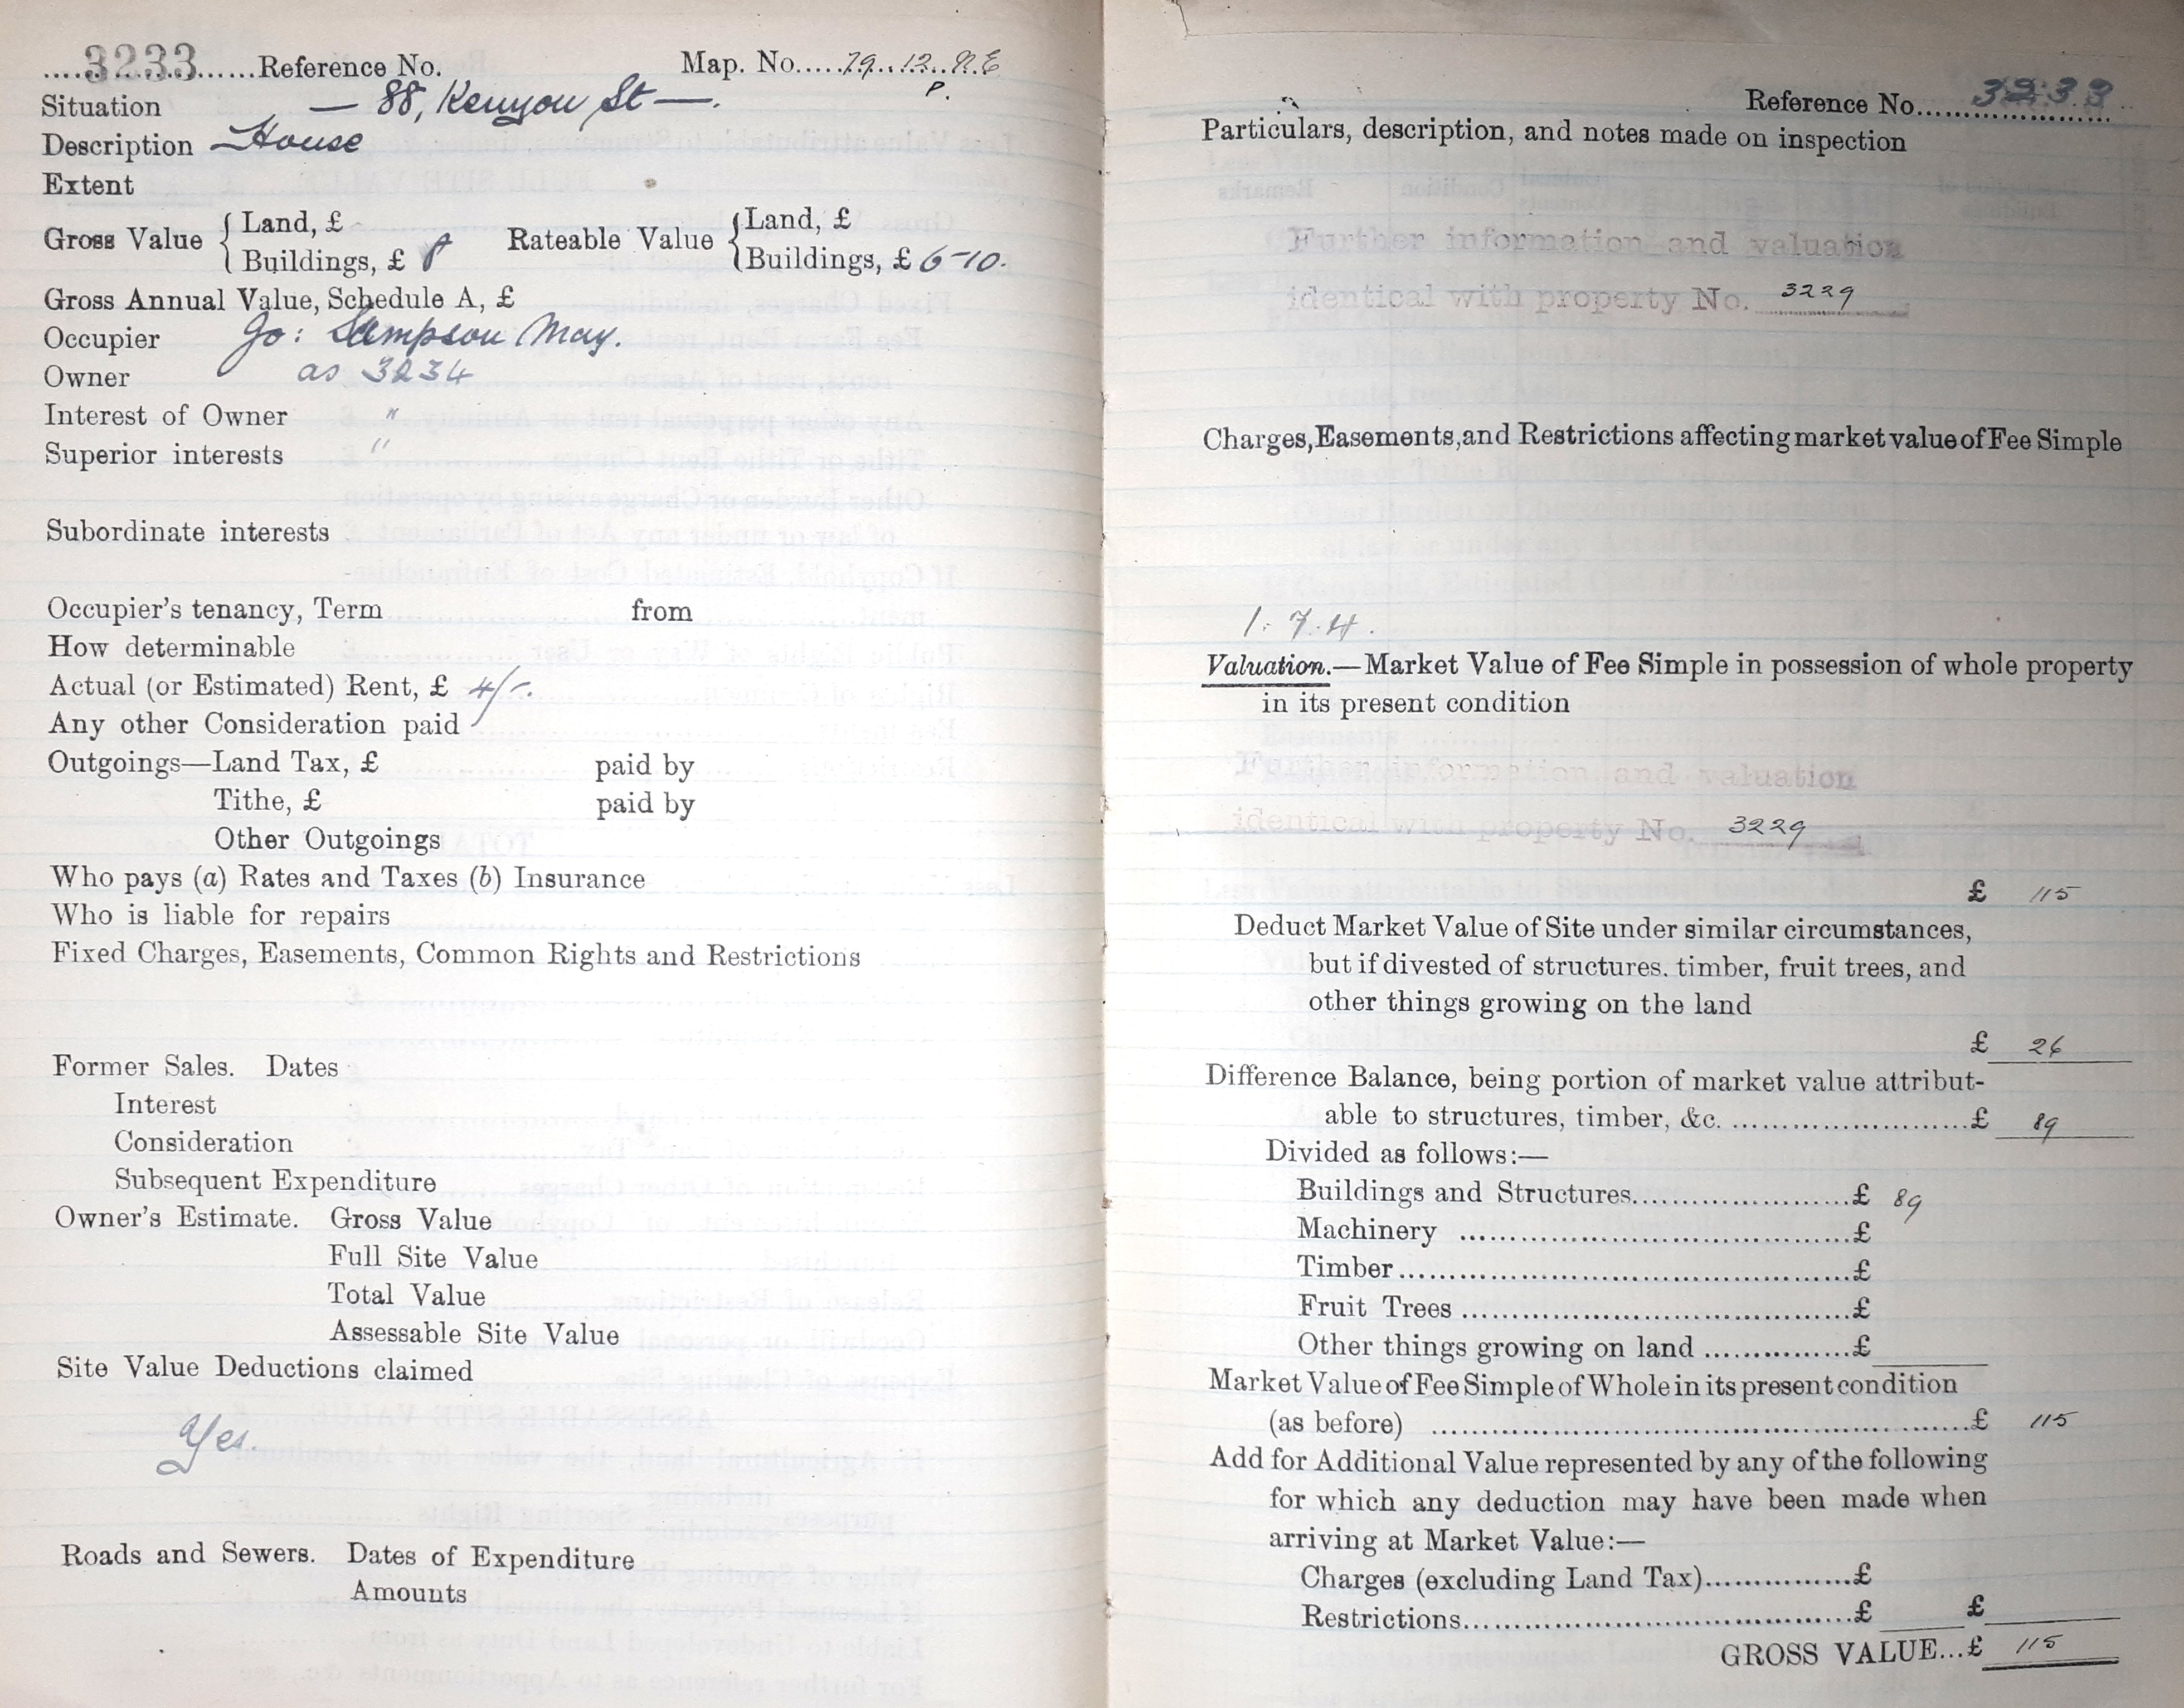 3233 Reference No. Map. No. 79.12.N.E
P.
Situation — 88, Kenyon St —.
Description House
Extent
Gross Value { Land, £ Rateable Value { Land, £
Buildings, £ 8 Buildings, £ 6-10.
Gross Annual Value, Schedule A, £
Occupier Jo: Sampson May.
Owner as 3234
Interest of Owner "
Superior interests "
Subordinate interests
Occupier's tenancy, Term from
How determinable
Actual (or Estimated) Rent, £ 4/-.
Any other Consideration paid
Outgoings—Land Tax, £ paid by
Tithe, £ paid by
Other Outgoings
Who pays (a) Rates and Taxes (b) Insurance
Who is liable for repairs
Fixed Charges, Easements, Common Rights and Restrictions
Former Sales. Dates
Interest
Consideration
Subsequent Expenditure
Owner's Estimate. Gross Value
Full Site Value
Total Value
Assessable Site Value
Site Value Deductions claimed
Yes.
Roads and Sewers. Dates of Expenditure
Amounts
Reference No. 3233
Particulars, description, and notes made on inspection
Further information and valuation
identical with property No. 3229
Charges, Easements, and Restrictions affecting market value of Fee Simple
1.7.4.
Valuation.—Market Value of Fee Simple in possession of whole property
in its present condition
Further information and valuation
identical with property No. 3229
£ 115
Deduct Market Value of Site under similar circumstances,
but if divested of structures. timber, fruit trees, and
other things growing on the land
£ 26
Difference Balance, being portion of market value attribut-
able to structures, timber, &c. £ 89
Divided as follows:—
Buildings and Structures £ 89
Machinery £
Timber £
Fruit Trees £
Other things growing on land £
Market Value of Fee Simple of Whole in its present condition
(as before) £ 115
Add for Additional Value represented by any of the following
for which any deduction may have been made when
arriving at Market Value:—
Charges (excluding Land Tax) £
Restrictions £ £
GROSS VALUE...£ 115